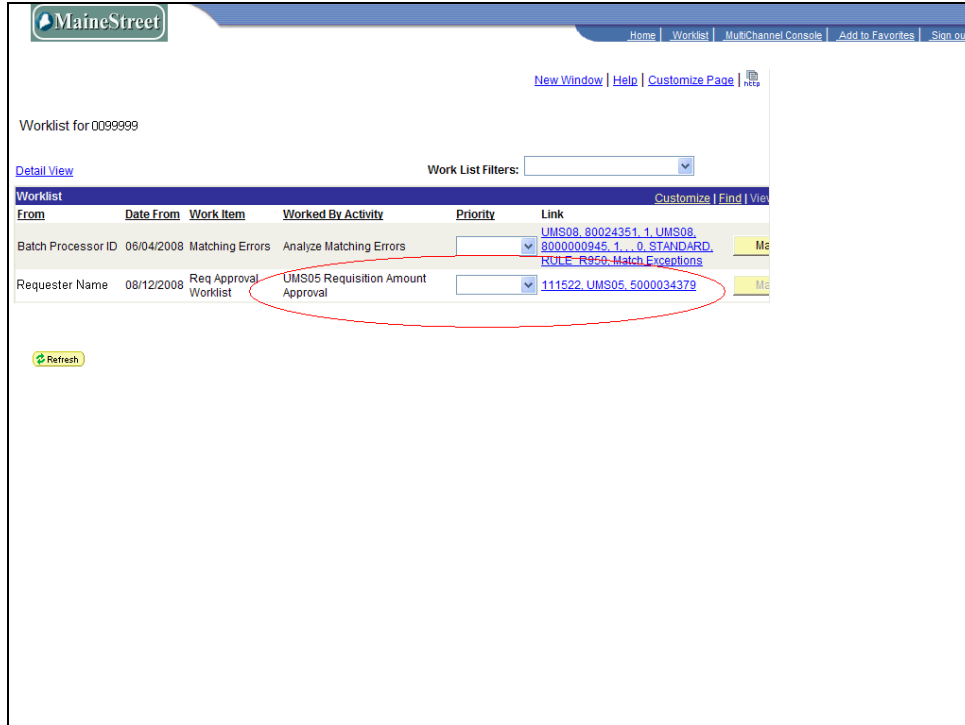 MaineStreet
Home | Worklist | MultiChannel Console | Add to Favorites | Sign ou
New Window | Help | Customize Page | http
Worklist for 0099999
Detail View Work List Filters:
Worklist Customize | Find | View
From Date From Work Item Worked By Activity Priority Link
UMS08, 80024351, 1, UMS08,
Batch Processor ID 06/04/2008 Matching Errors Analyze Matching Errors 8000000945, 1, , , 0, STANDARD, Ma
RULE_R950, Match Exceptions
Requester Name 08/12/2008 Req Approval Worklist UMS05 Requisition Amount Approval 111522, UMS05, 5000034379 Ma
Refresh